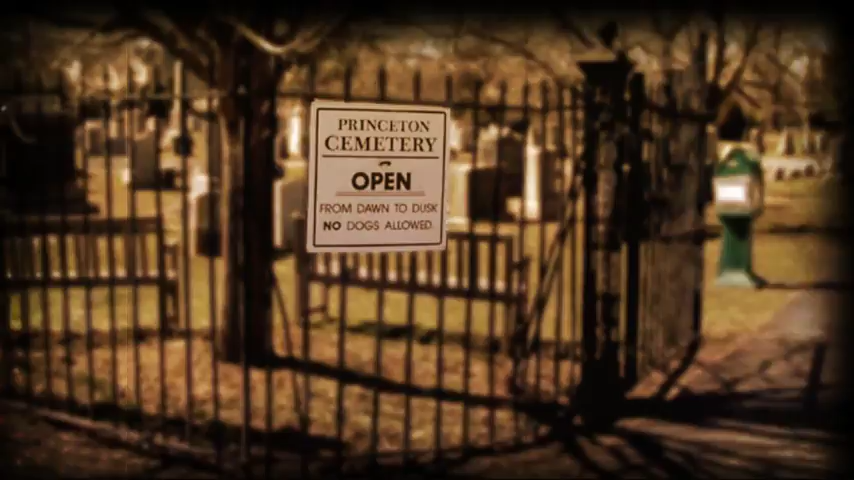 PRINCETON
CEMETERY
OPEN
FROM DAWN TO DUSK
NO DOGS ALLOWED